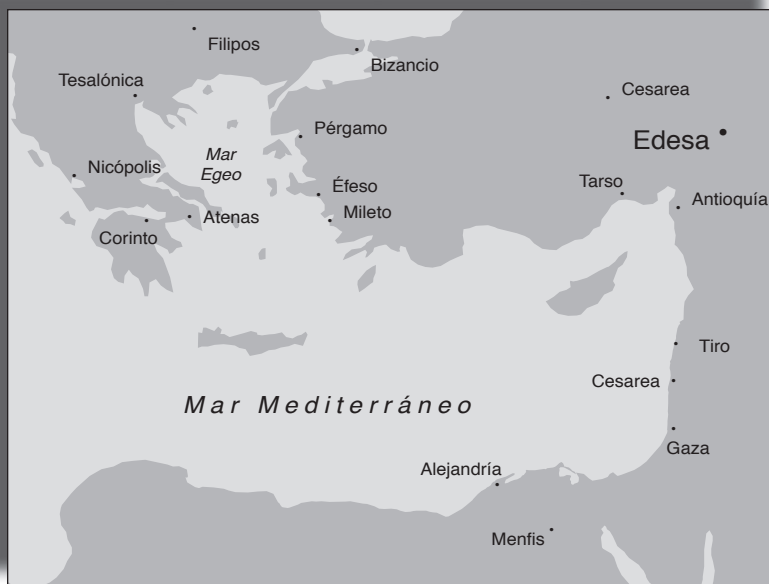 Filipos
Bizancio
Tesalónica
Cesarea
Pérgamo
Edesa
Mar
Egeo
Nicópolis
Éfeso
Tarso
Antioquía
Atenas
Mileto
Corinto
Tiro
Cesarea
Mar Mediterráneo
Gaza
Alejandría
Menfis